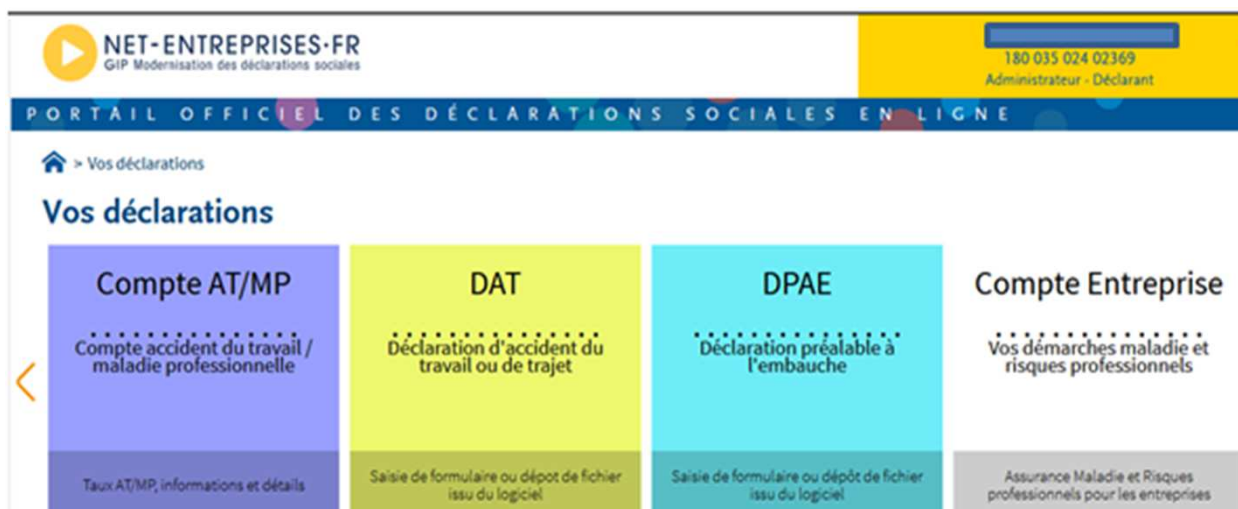 NET-ENTREPRISES·FR
GIP Modernisation des déclarations sociales
180 035 024 02369
Administrateur - Déclarant
PORTAIL OFFICIEL DES DÉCLARATIONS SOCIALES EN LIGNE
> Vos déclarations
Vos déclarations
Compte AT/MP
Compte accident du travail /
maladie professionnelle
Taux AT/MP, informations et détails
DAT
Déclaration d'accident du
travail ou de trajet
Saisie de formulaire ou dépot de fichier
issu du logiciel
DPAE
Déclaration préalable à
l'embauche
Saisie de formulaire ou dépôt de fichier
issu du logiciel
Compte Entreprise
Vos démarches maladie et
risques professionnels
Assurance Maladie et Risques
professionnels pour les entreprises